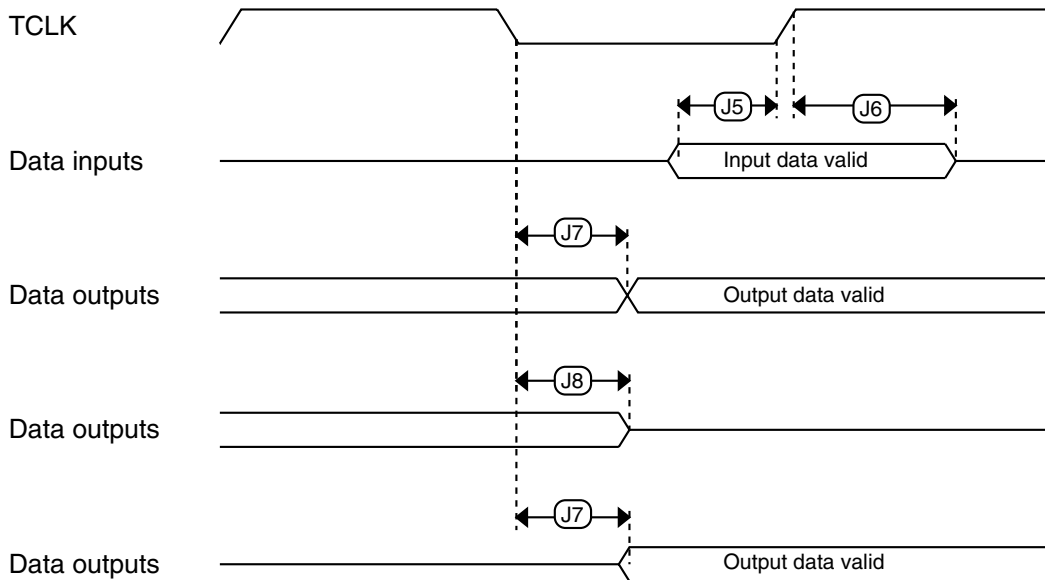 TCLK
J5
J6
Data inputs
Input data valid
J7
Data outputs
Output data valid
J8
Data outputs
J7
Data outputs
Output data valid